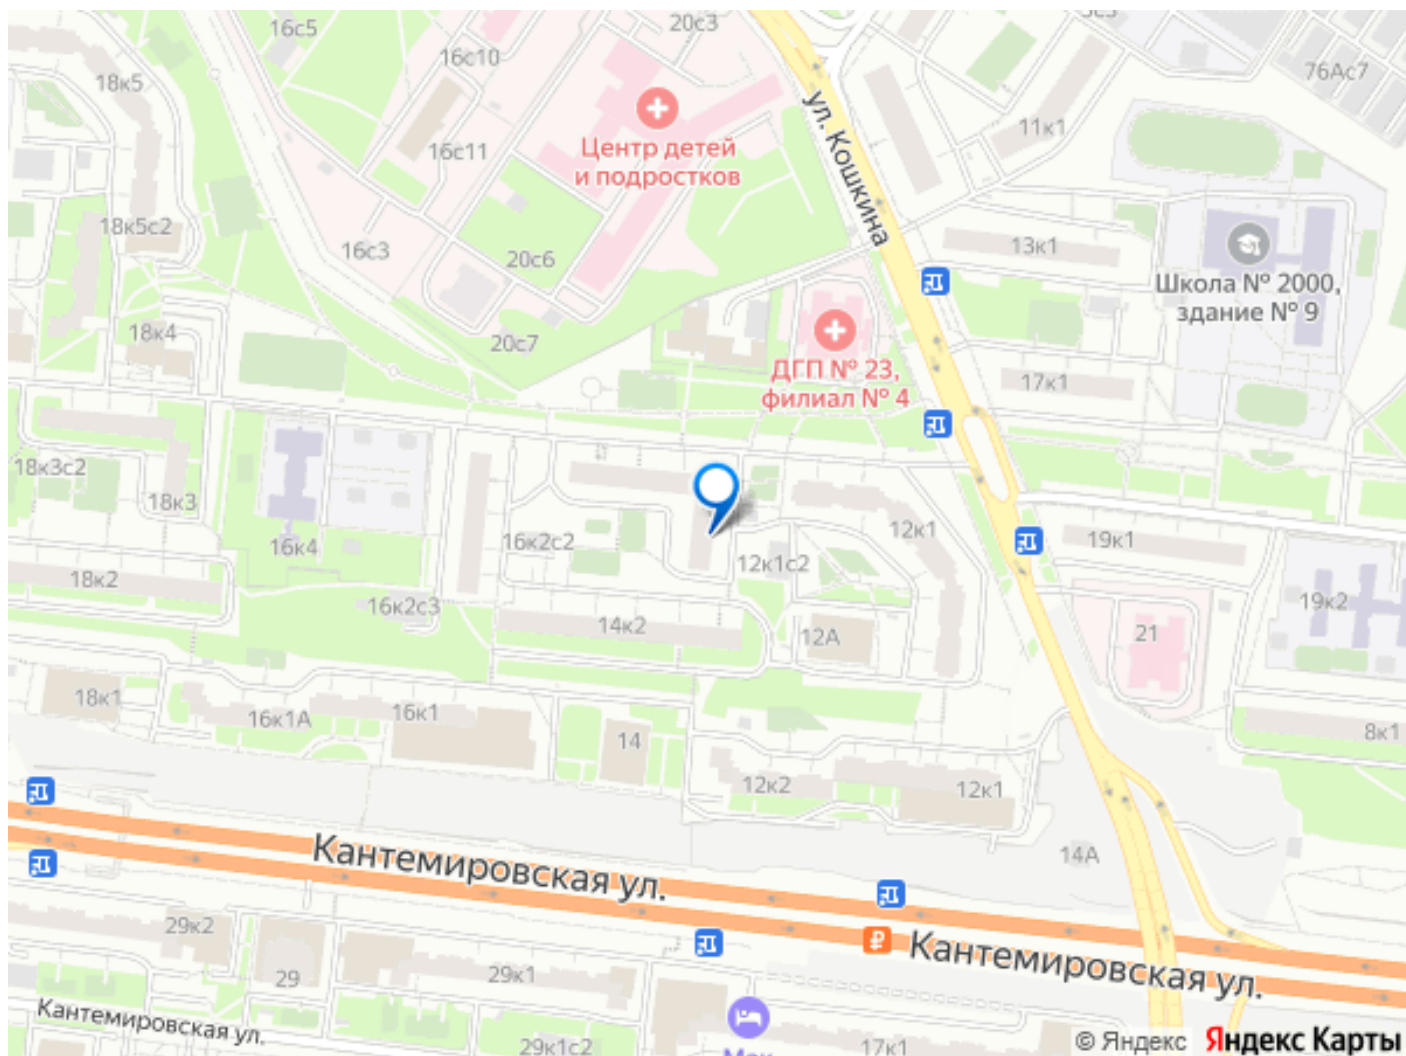 16с5
20с3
16с10
18к5
76Ас7
ул. Кошкина
11к1
Центр детей
и подростков
16с11
18к5с2
16с3
20с6
13к1
Школа № 2000,
здание № 9
18к4
20с7
ДГП № 23,
филиал № 4
17к1
18к3с2
18к3
16к4
16к2с2
12к1с2
12к1
19к1
18к2
16к2с3
14к2
12А
21
19к2
18к1
16к1А
16к1
14
8к1
12к2
12к1
14А
Кантемировская ул.
29к2
29
29к1
Кантемировская ул.
Кантемировская ул.
29к1с2
17к1
© Яндекс Яндекс Карты